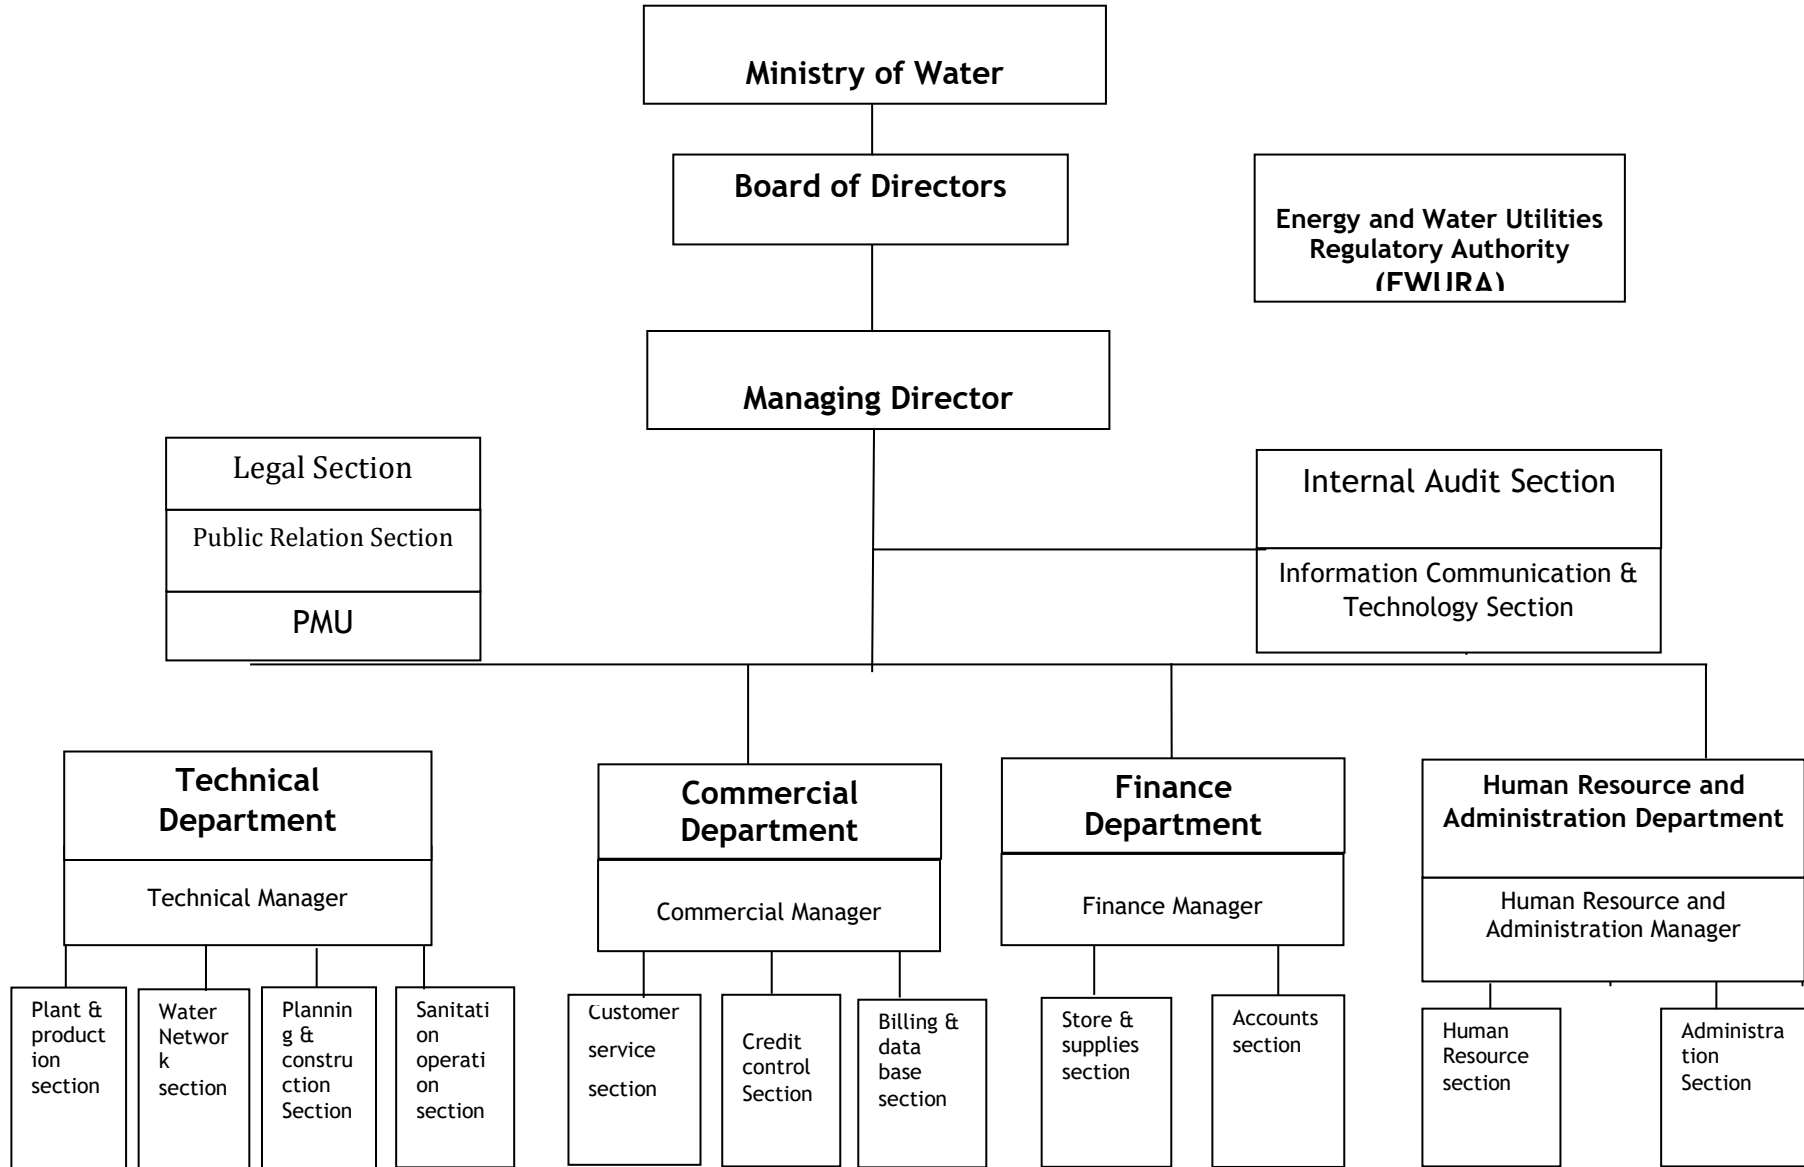 Ministry of Water
Board of Directors
Energy and Water Utilities
Regulatory Authority
(EWURA)
Managing Director
Legal Section
Public Relation Section
PMU
Internal Audit Section
Information Communication &
Technology Section
Technical
Department
Technical Manager
Commercial
Department
Commercial Manager
Finance
Department
Finance Manager
Human Resource and
Administration Department
Human Resource and
Administration Manager
Plant &
product
ion
section
Water
Networ
k
section
Plannin
g &
constru
ction
Section
Sanitati
on
operati
on
section
Customer
service
section
Credit
control
Section
Billing &
data
base
section
Store &
supplies
section
Accounts
section
Human
Resource
section
Administra
tion
Section